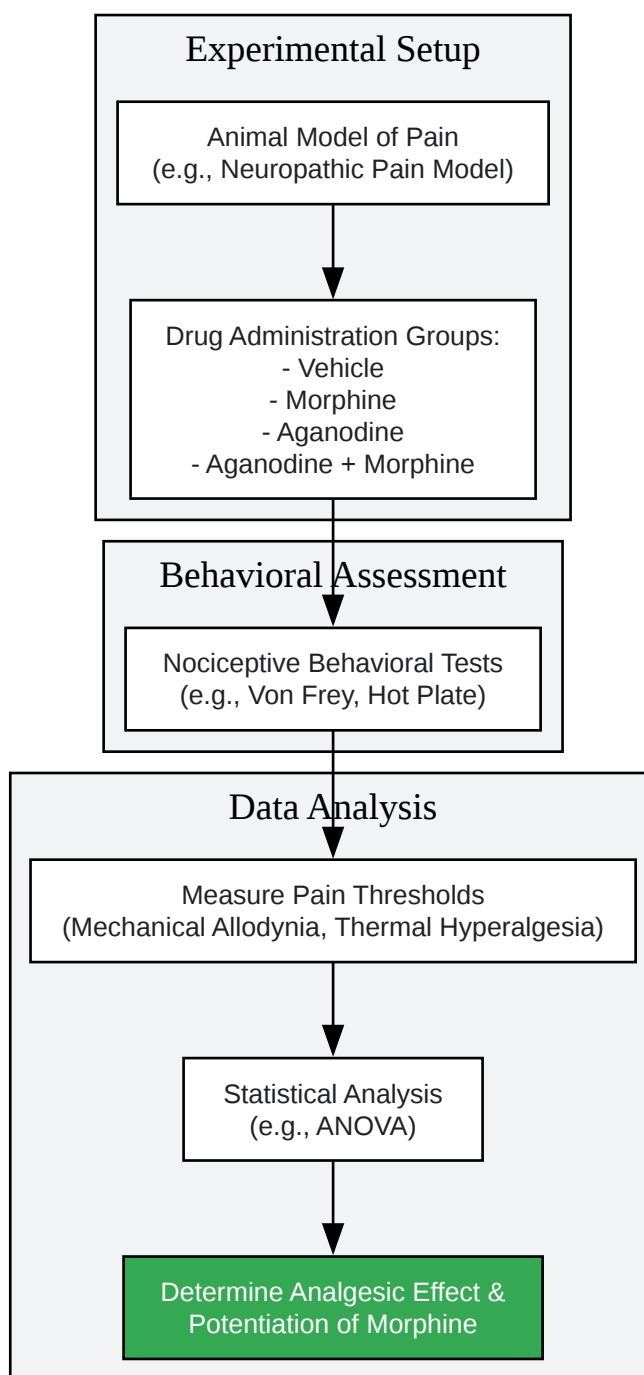 Experimental Setup
Animal Model of Pain
(e.g., Neuropathic Pain Model)
Drug Administration Groups:
- Vehicle
- Morphine
- Aganodine
- Aganodine + Morphine
Behavioral Assessment
Nociceptive Behavioral Tests
(e.g., Von Frey, Hot Plate)
Data Analysis
Measure Pain Thresholds
(Mechanical Allodynia, Thermal Hyperalgesia)
Statistical Analysis
(e.g., ANOVA)
Determine Analgesic Effect &
Potentiation of Morphine